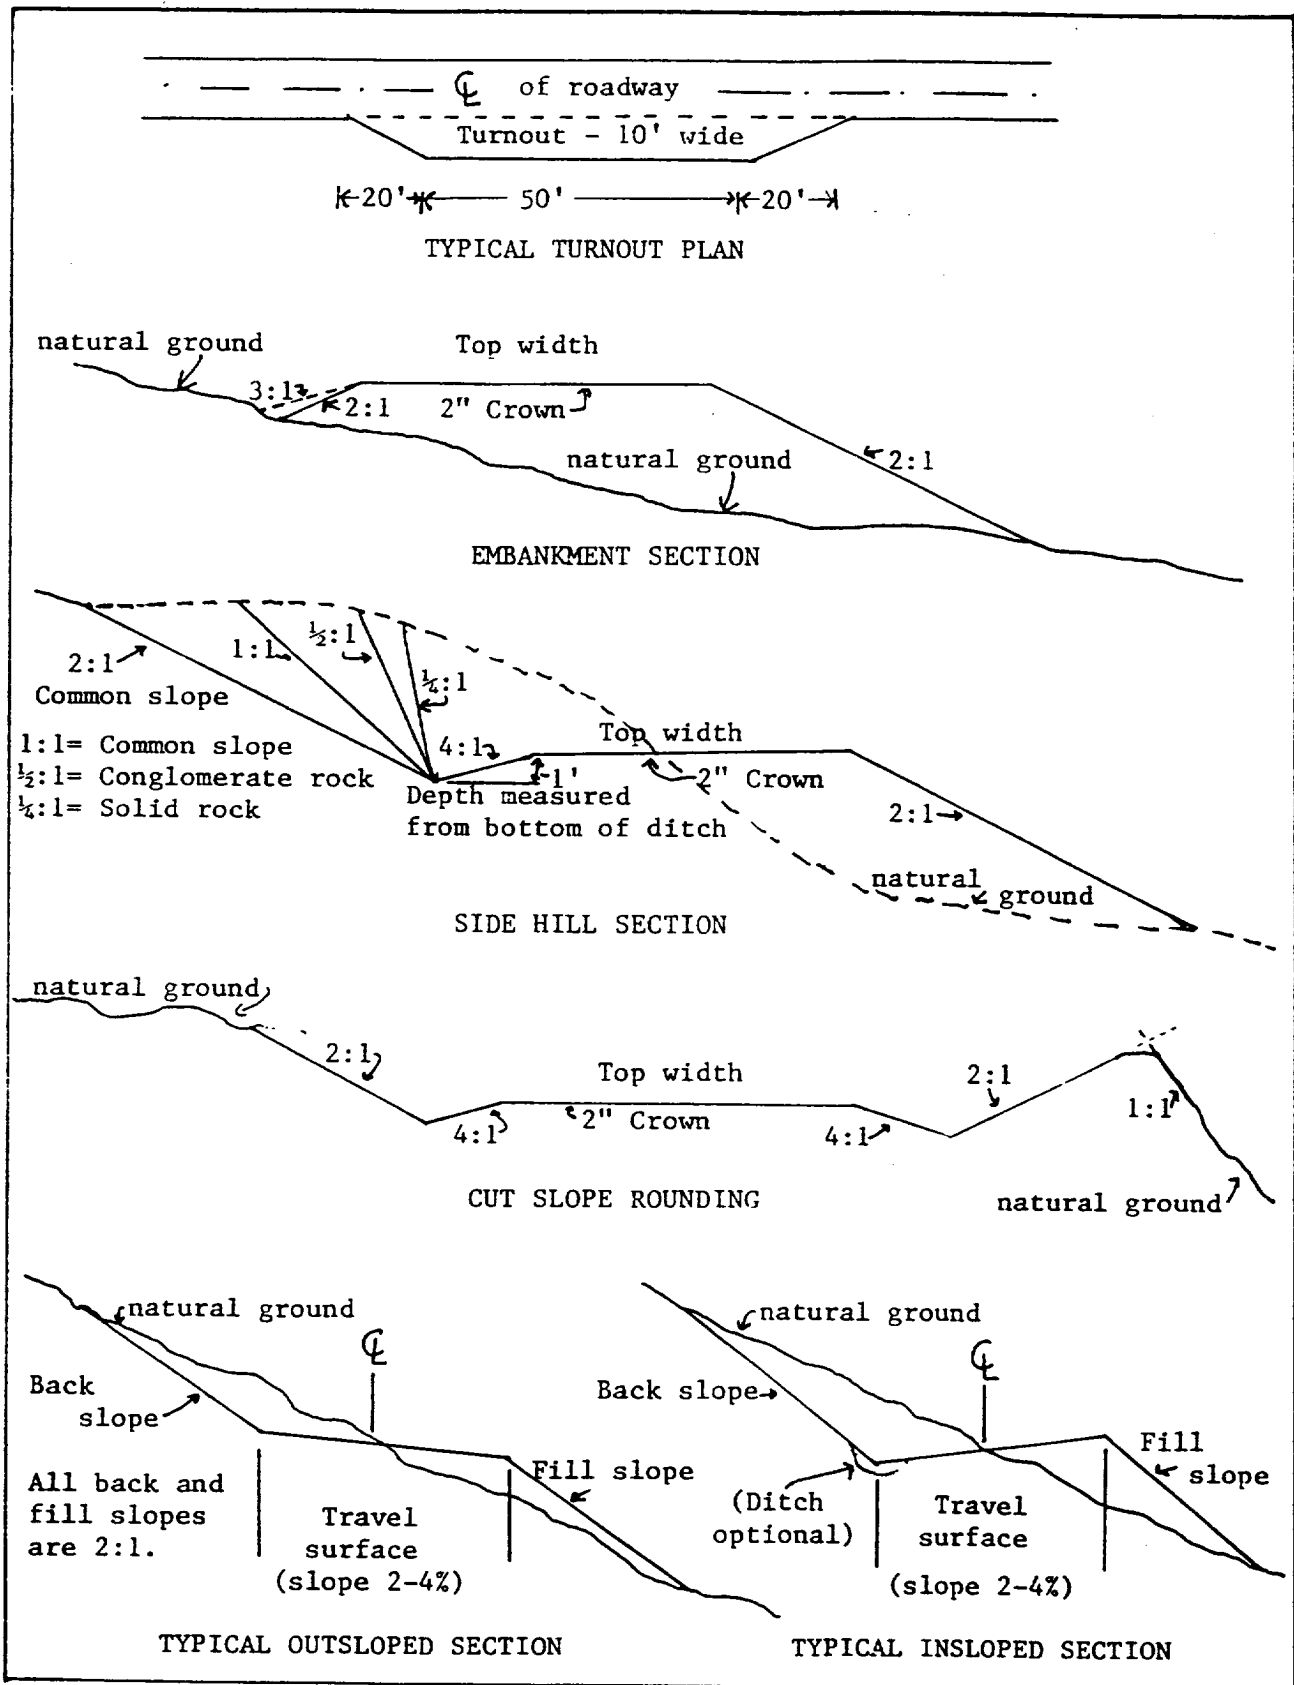 ℄ of roadway
Turnout - 10' wide
20' 50' 20'
TYPICAL TURNOUT PLAN
natural ground
Top width
3:1
2:1
2" Crown
natural ground
2:1
EMBANKMENT SECTION
2:1
Common slope
1:1
½:1
¼:1
1:1= Common slope
½:1= Conglomerate rock
¼:1= Solid rock
4:1
Top width
1'
2" Crown
Depth measured
from bottom of ditch
2:1
natural
ground
SIDE HILL SECTION
natural ground
2:1
Top width
2:1
4:1
2" Crown
4:1
1:1
CUT SLOPE ROUNDING
natural ground
natural ground
℄
Back
slope
All back and
fill slopes
are 2:1.
Travel
surface
(slope 2-4%)
Fill slope
TYPICAL OUTSLOPED SECTION
natural ground
℄
Back slope
Fill
slope
(Ditch
optional)
Travel
surface
(slope 2-4%)
TYPICAL INSLOPED SECTION